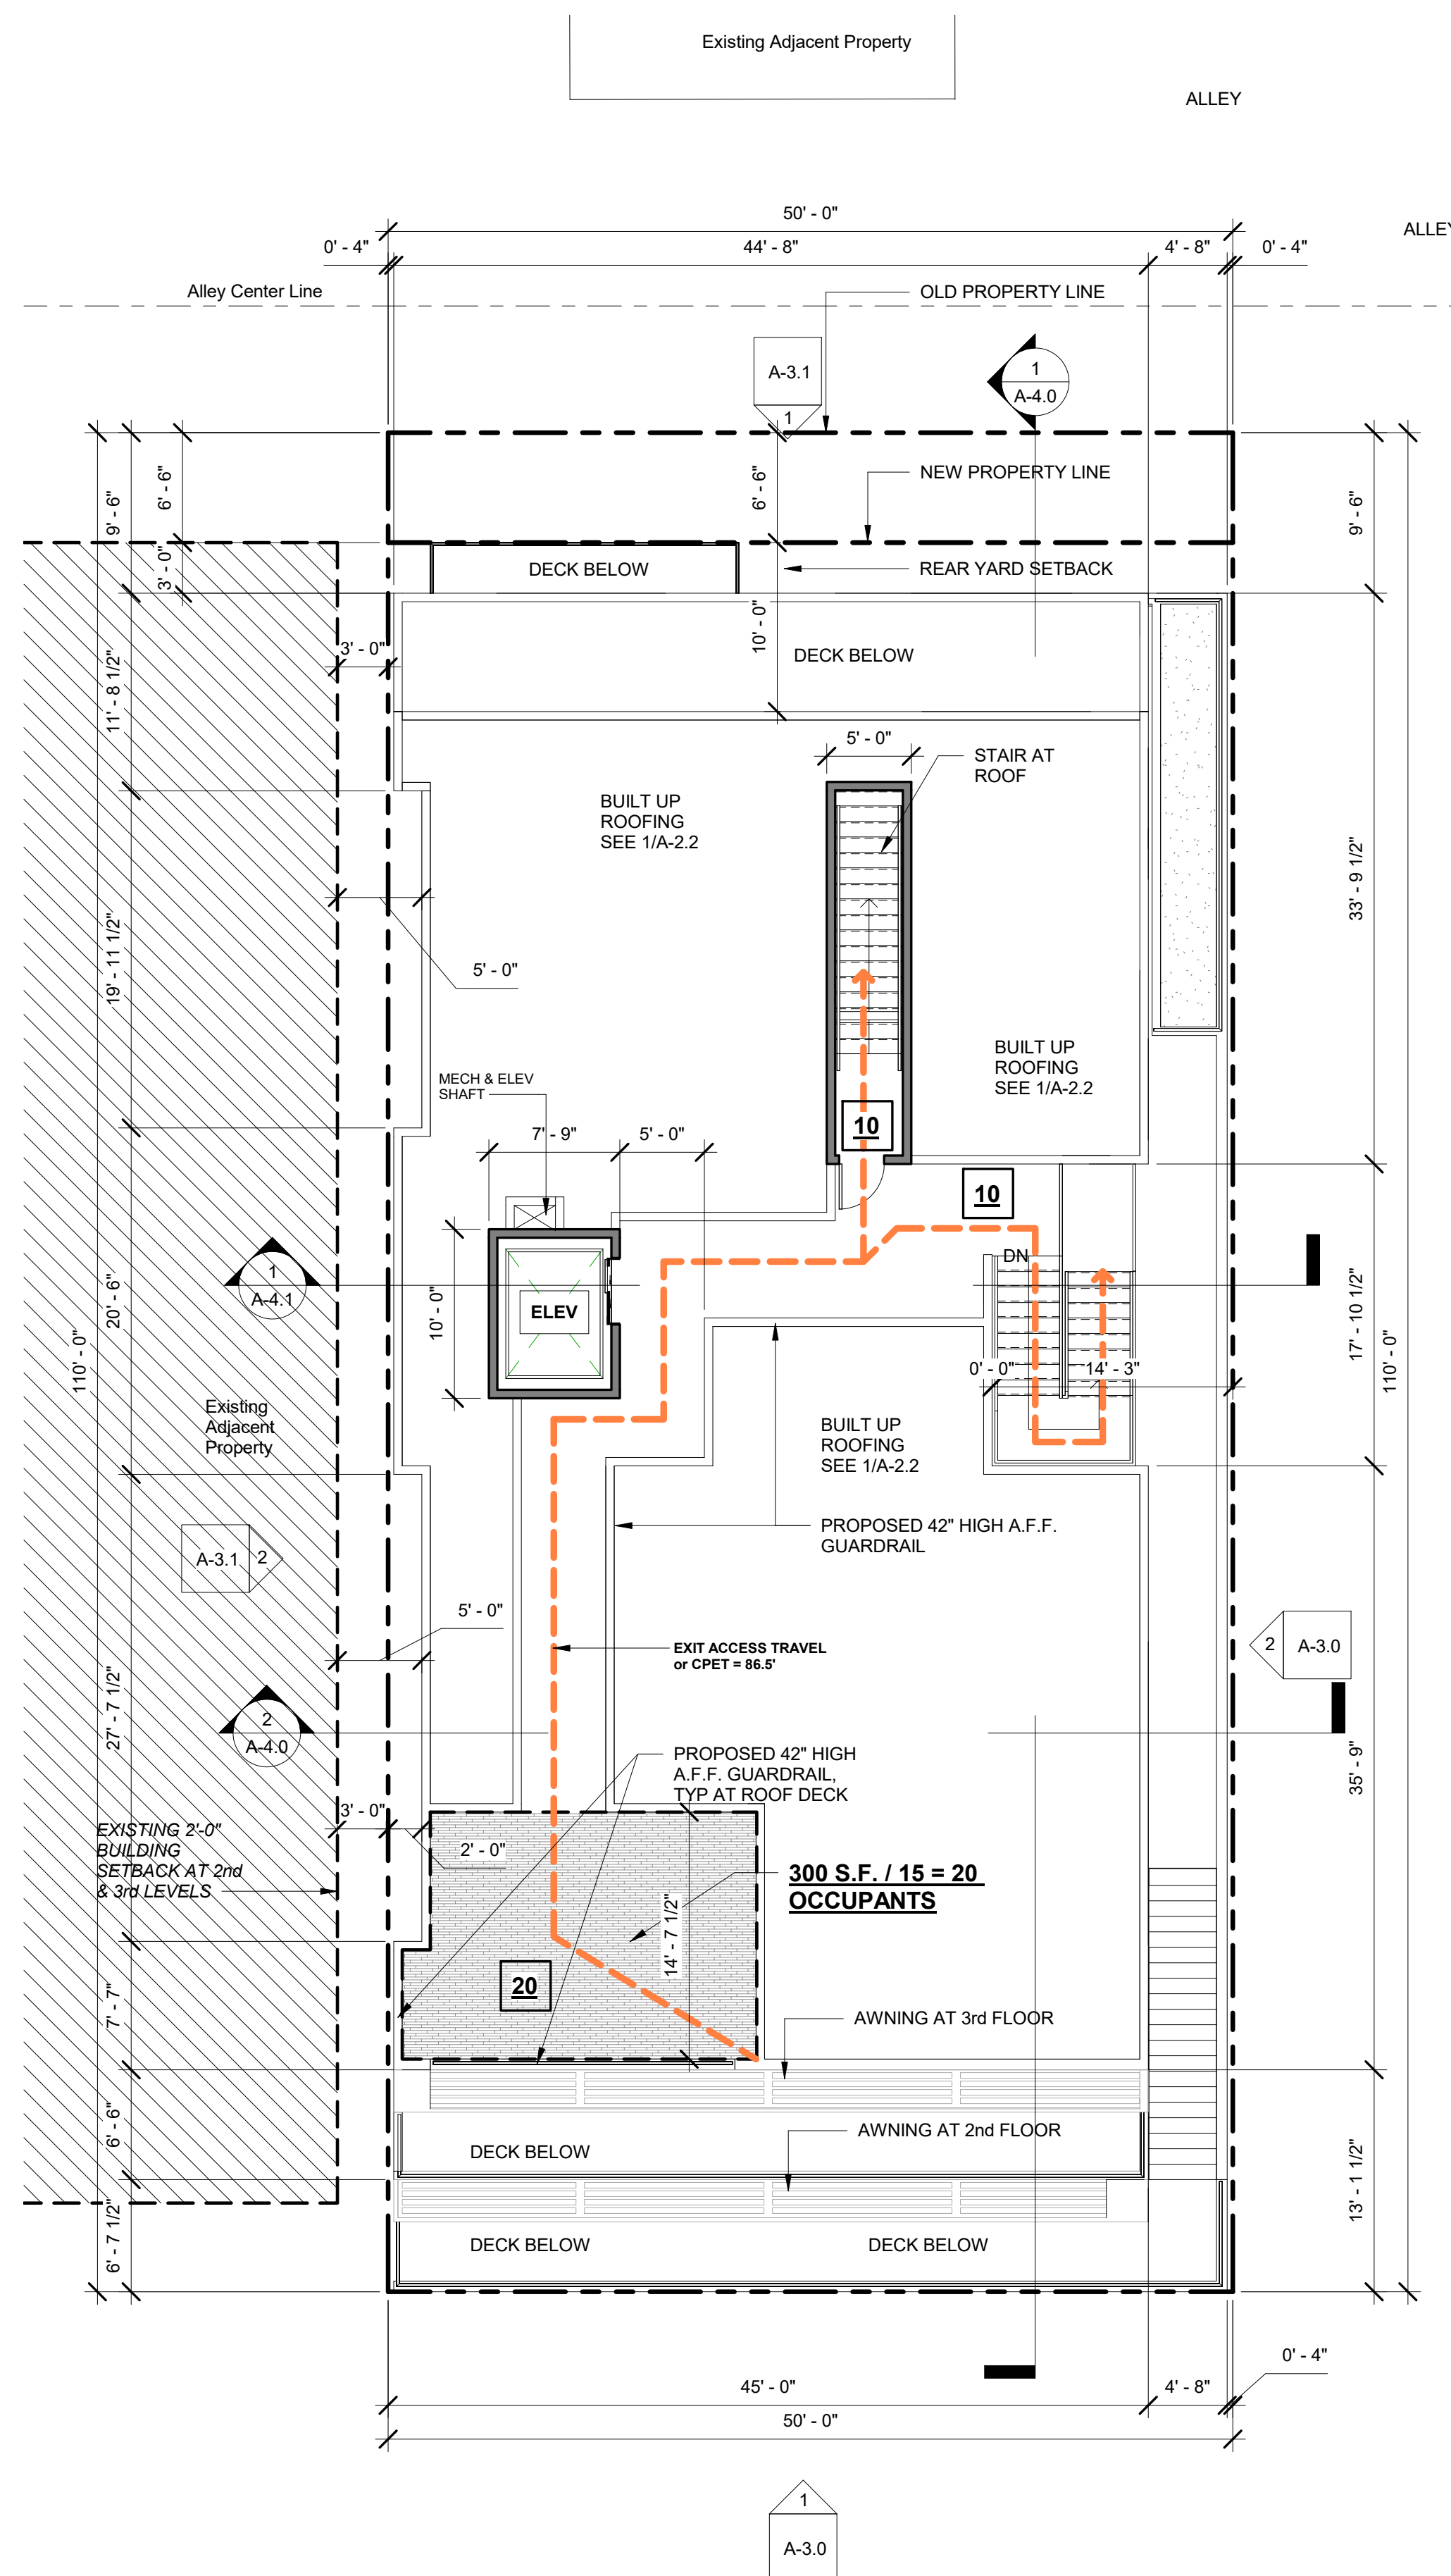 Existing Adjacent Property
ALLEY
ALLEY
50' - 0"
0' - 4"
44' - 8"
4' - 8"
0' - 4"
Alley Center Line
OLD PROPERTY LINE
A-3.1
1
1
A-4.0
NEW PROPERTY LINE
6' - 6"
9' - 6"
6' - 6"
9' - 6"
3' - 0"
DECK BELOW
REAR YARD SETBACK
10' - 0"
3' - 0"
DECK BELOW
11' - 8 1/2"
5' - 0"
STAIR AT
ROOF
BUILT UP
ROOFING
SEE 1/A-2.2
33' - 9 1/2"
19' - 11 1/2"
5' - 0"
BUILT UP
ROOFING
SEE 1/A-2.2
MECH & ELEV
SHAFT
7' - 9"
5' - 0"
10
10
1
A-4.1
DN
ELEV
10' - 0"
20' - 6"
110' - 0"
17' - 10 1/2"
110' - 0"
0' - 0"
14' - 3"
Existing
Adjacent
Property
BUILT UP
ROOFING
SEE 1/A-2.2
PROPOSED 42" HIGH A.F.F.
GUARDRAIL
A-3.1
2
5' - 0"
EXIT ACCESS TRAVEL
or CPET = 86.5'
2
A-3.0
27' - 7 1/2"
2
A-4.0
PROPOSED 42" HIGH
A.F.F. GUARDRAIL,
TYP AT ROOF DECK
35' - 9"
3' - 0"
EXISTING 2'-0"
BUILDING
SETBACK AT 2nd
& 3rd LEVELS
2' - 0"
300 S.F. / 15 = 20
OCCUPANTS
14' - 7 1/2"
20
7' - 7"
AWNING AT 3rd FLOOR
6' - 6"
AWNING AT 2nd FLOOR
DECK BELOW
13' - 1 1/2"
6' - 7 1/2"
DECK BELOW
DECK BELOW
0' - 4"
45' - 0"
4' - 8"
50' - 0"
1
A-3.0